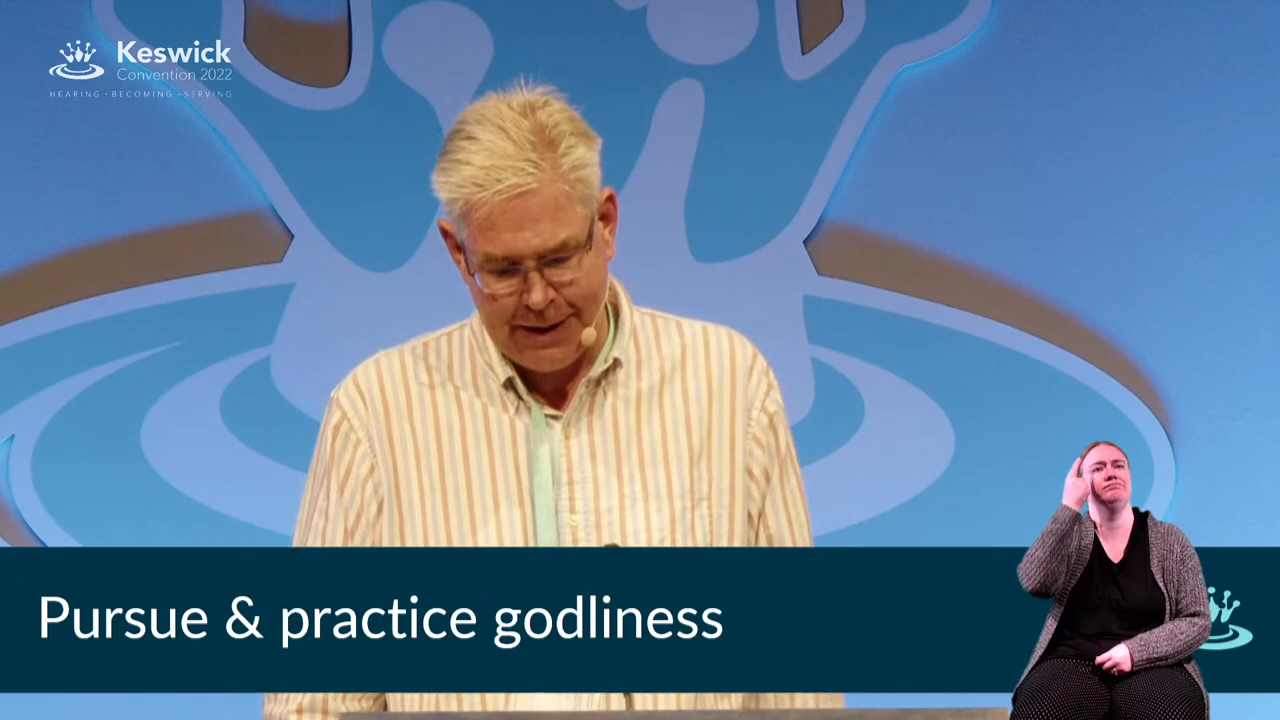 Keswick
Convention 2022
HEARING · BECOMING · SERVING
Pursue & practice godliness